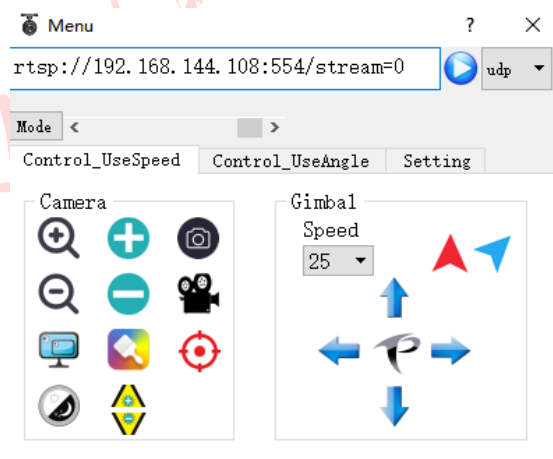 Menu
rtsp://192.168.144.108:554/stream=0
udp
Mode
Control_UseSpeed Control_UseAngle Setting
Camera
Gimbal
Speed
25